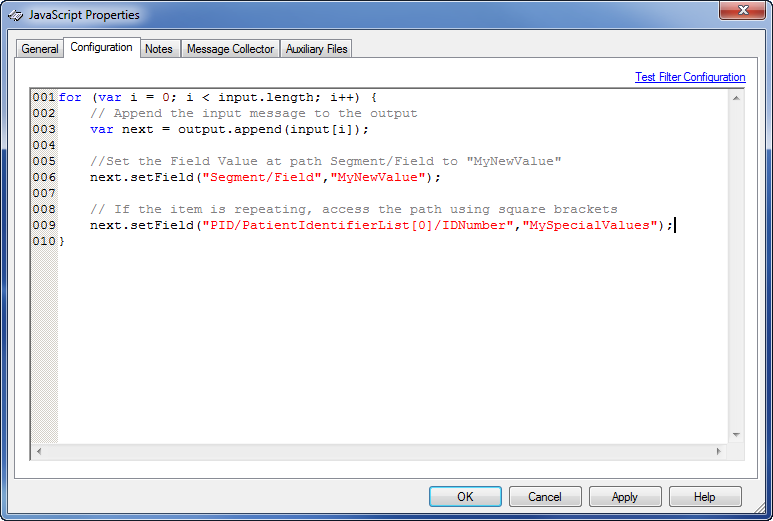 JavaScript Properties
General Configuration Notes Message Collector Auxiliary Files
Test Filter Configuration
001 for (var i = 0; i < input.length; i++) {
002     // Append the input message to the output
003     var next = output.append(input[i]);
004
005     //Set the Field Value at path Segment/Field to "MyNewValue"
006     next.setField("Segment/Field","MyNewValue");
007
008     // If the item is repeating, access the path using square brackets
009     next.setField("PID/PatientIdentifierList[0]/IDNumber","MySpecialValues");
010 }
OK Cancel Apply Help